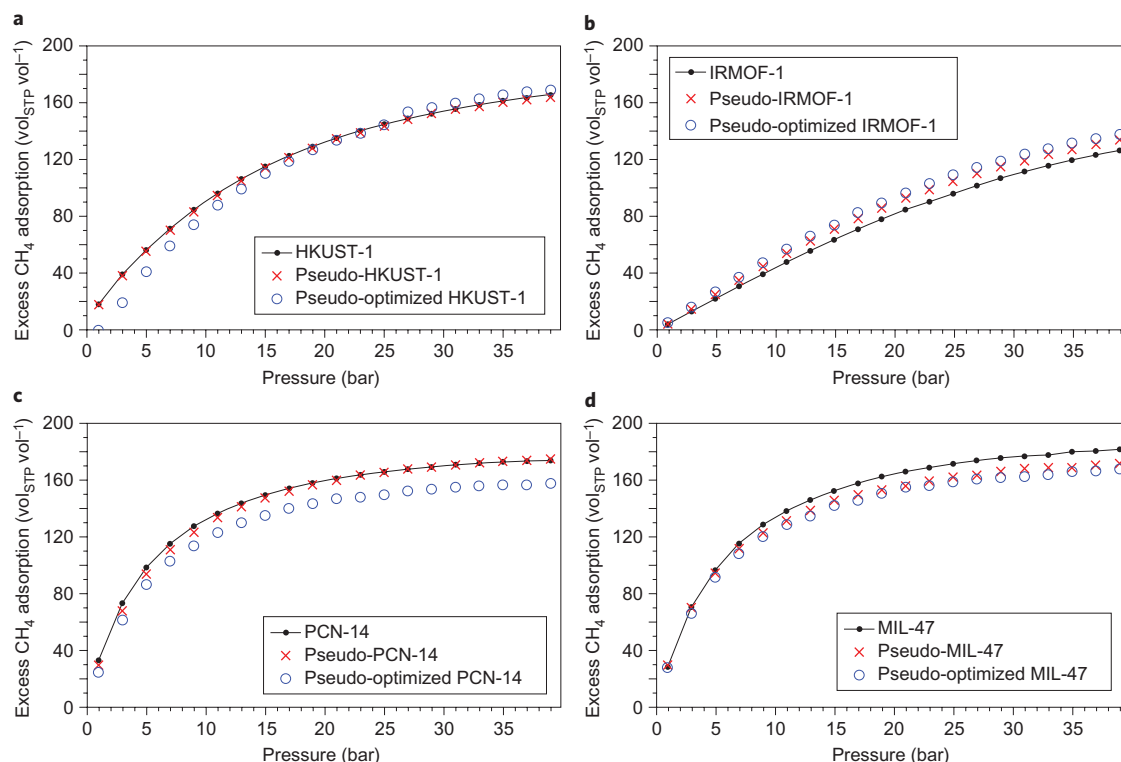 a
Excess CH₄ adsorption (vol_STP vol⁻¹)
200
160
120
80
40
0
HKUST-1
Pseudo-HKUST-1
Pseudo-optimized HKUST-1
0 5 10 15 20 25 30 35
Pressure (bar)
b
Excess CH₄ adsorption (vol_STP vol⁻¹)
200
160
120
80
40
0
IRMOF-1
Pseudo-IRMOF-1
Pseudo-optimized IRMOF-1
0 5 10 15 20 25 30 35
Pressure (bar)
c
Excess CH₄ adsorption (vol_STP vol⁻¹)
200
160
120
80
40
0
PCN-14
Pseudo-PCN-14
Pseudo-optimized PCN-14
0 5 10 15 20 25 30 35
Pressure (bar)
d
Excess CH₄ adsorption (vol_STP vol⁻¹)
200
160
120
80
40
0
MIL-47
Pseudo-MIL-47
Pseudo-optimized MIL-47
0 5 10 15 20 25 30 35
Pressure (bar)